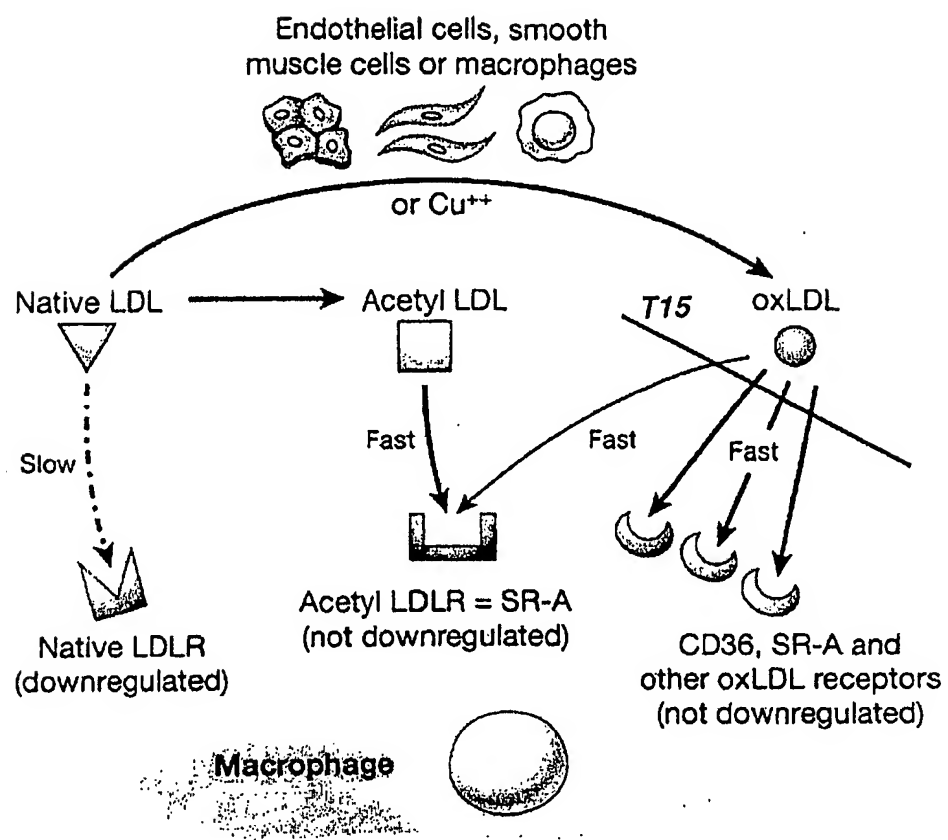 Endothelial cells, smooth
muscle cells or macrophages
or Cu++
Native LDL
Acetyl LDL
T15
oxLDL
Slow
Fast
Fast
Fast
Native LDLR
(downregulated)
Acetyl LDLR = SR-A
(not downregulated)
CD36, SR-A and
other oxLDL receptors
(not downregulated)
Macrophage